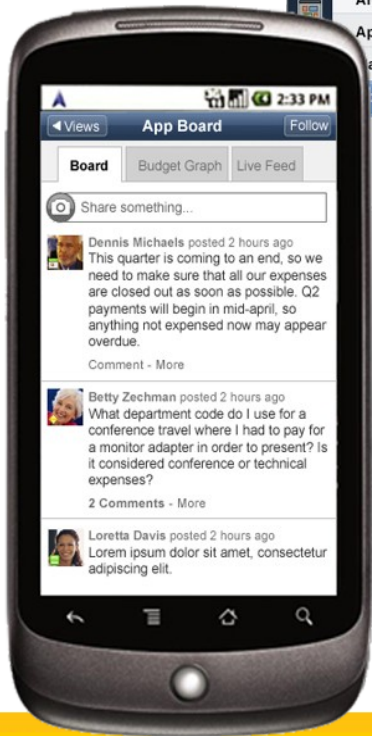 2:33 PM
Views
App Board
Follow
Board
Budget Graph
Live Feed
Share something...
Dennis Michaels posted 2 hours ago
This quarter is coming to an end, so we
need to make sure that all our expenses
are closed out as soon as possible. Q2
payments will begin in mid-april, so
anything not expensed now may appear
overdue.
Comment - More
Betty Zechman posted 2 hours ago
What department code do I use for a
conference travel where I had to pay for
a monitor adapter in order to present? Is
it considered conference or technical
expenses?
2 Comments - More
Loretta Davis posted 2 hours ago
Lorem ipsum dolor sit amet, consectetur
adipiscing elit.